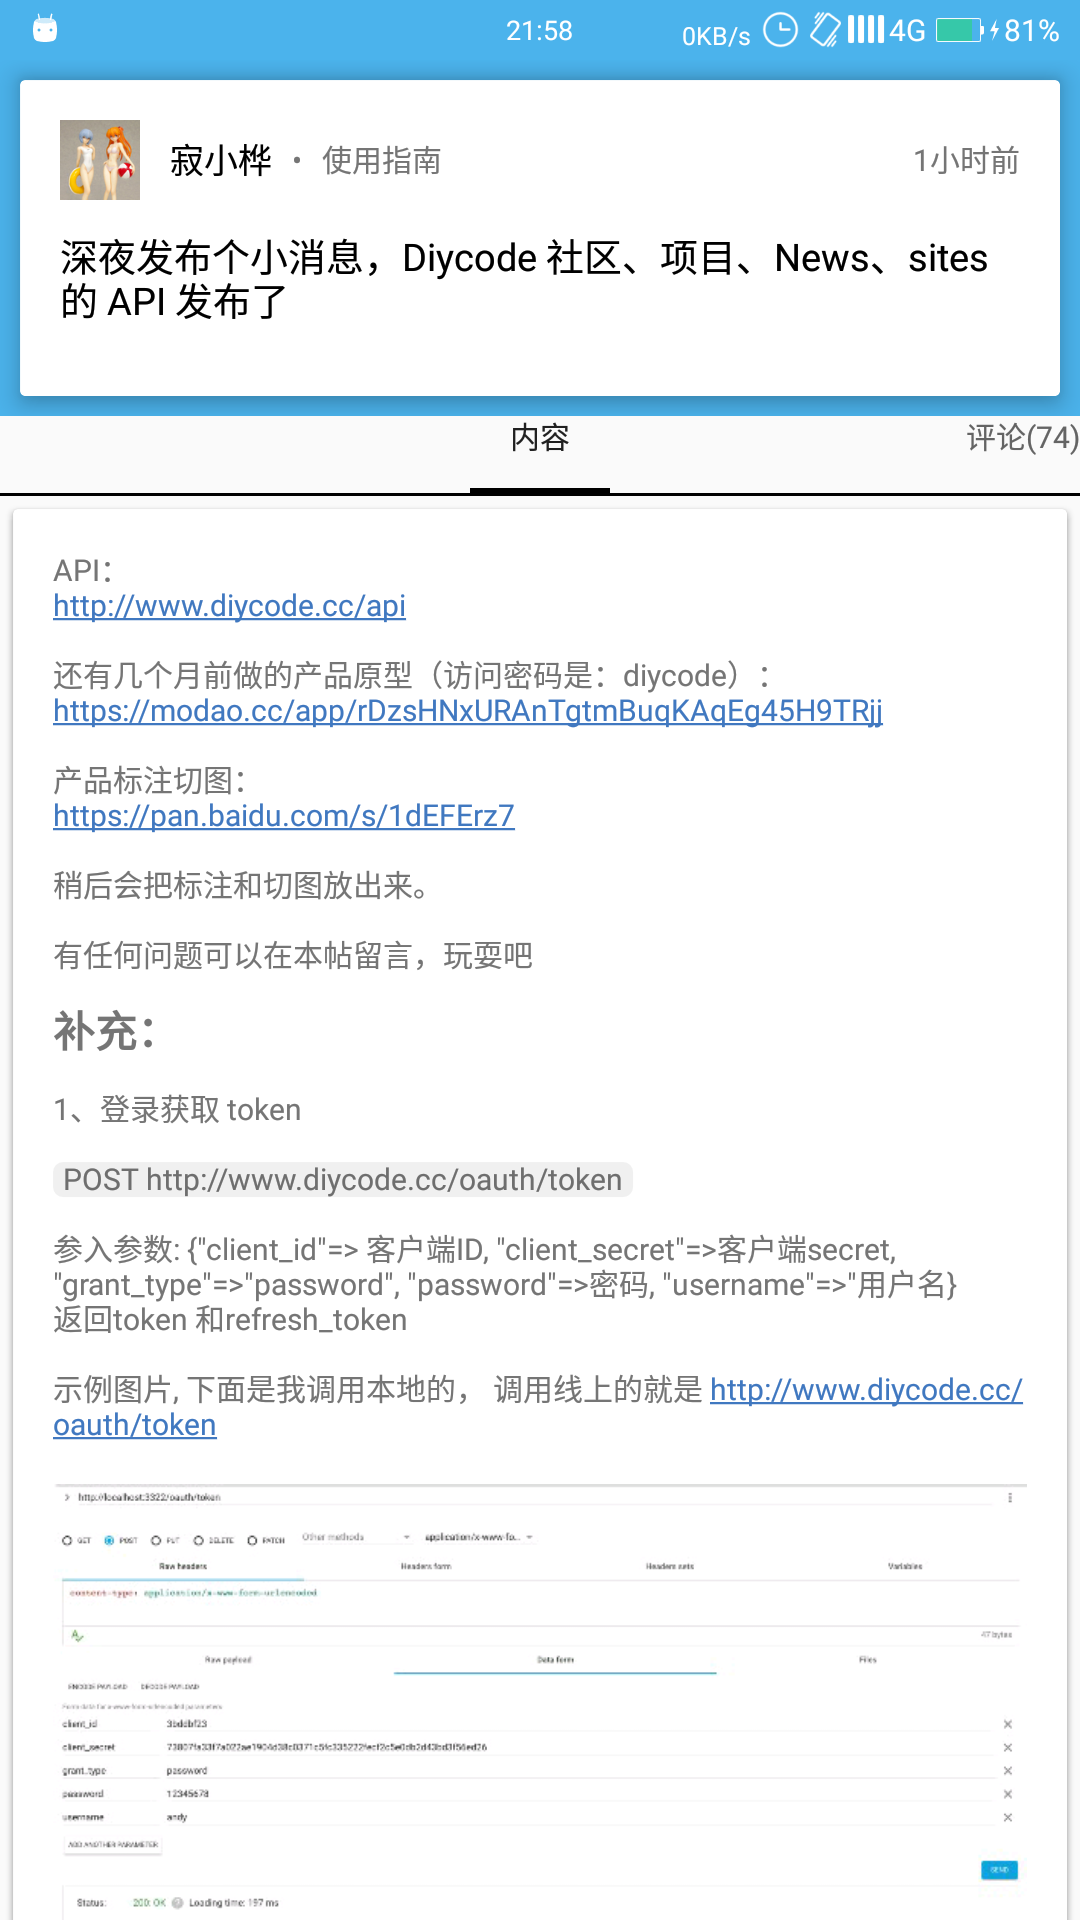 21:58
0KB/s
4G
81%
寂小桦 · 使用指南
1小时前
深夜发布个小消息，Diycode 社区、项目、News、sites
的 API 发布了
内容
评论(74)
API：
http://www.diycode.cc/api
还有几个月前做的产品原型（访问密码是：diycode）：
https://modao.cc/app/rDzsHNxURAnTgtmBuqKAqEg45H9TRjj
产品标注切图：
https://pan.baidu.com/s/1dEFErz7
稍后会把标注和切图放出来。
有任何问题可以在本帖留言，玩耍吧
补充：
1、登录获取 token
POST http://www.diycode.cc/oauth/token
参入参数: {"client_id"=> 客户端ID, "client_secret"=>客户端secret,
"grant_type"=>"password", "password"=>密码, "username"=>"用户名}
返回token 和refresh_token
示例图片, 下面是我调用本地的， 调用线上的就是 http://www.diycode.cc/
oauth/token
http://localhost:3322/oauth/token
GET POST PUT DELETE PATCH Other methods application/x-www-fo...
Raw headers Headers form Headers sets Variables
content-type: application/x-www-form-urlencoded
47 bytes
Raw payload Data form Files
ENCODE PAYLOAD DECODE PAYLOAD
client_id 3bddbf23
client_secret
grant_type password
password 12345678
username andy
ADD ANOTHER PARAMETER
SEND
Status: 200: OK Loading time: 197 ms